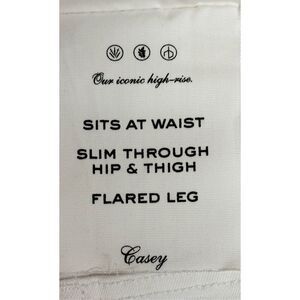 Our iconic high-rise.
SITS AT WAIST
SLIM THROUGH
HIP & THIGH
FLARED LEG
Casey